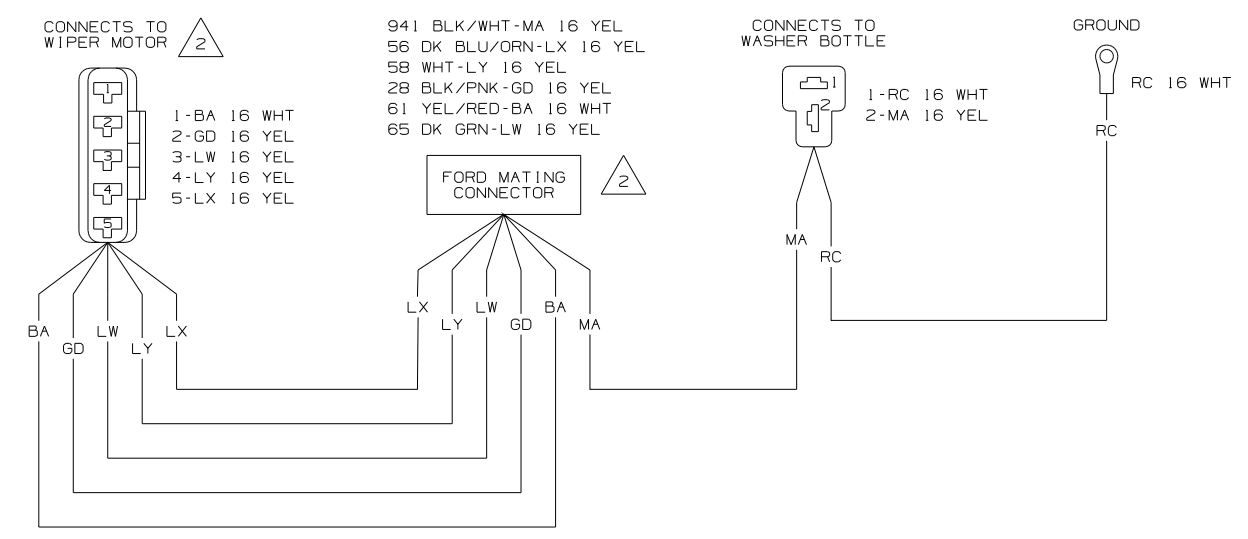 CONNECTS TO
WIPER MOTOR
2
1
2
3
4
5
1-BA 16 WHT
2-GD 16 YEL
3-LW 16 YEL
4-LY 16 YEL
5-LX 16 YEL
941 BLK/WHT-MA 16 YEL
56 DK BLU/ORN-LX 16 YEL
58 WHT-LY 16 YEL
28 BLK/PNK-GD 16 YEL
61 YEL/RED-BA 16 WHT
65 DK GRN-LW 16 YEL
FORD MATING
CONNECTOR
2
CONNECTS TO
WASHER BOTTLE
1
2
1-RC 16 WHT
2-MA 16 YEL
GROUND
RC 16 WHT
RC
MA
RC
BA
GD
LW
LY
LX
LX
LY
LW
GD
BA
MA